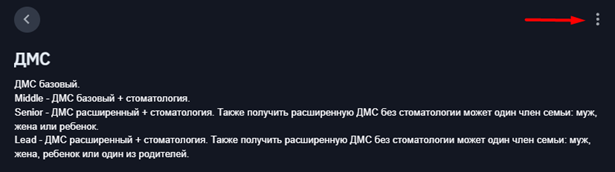 ДМС
ДМС базовый.
Middle - ДМС базовый + стоматология.
Senior - ДМС расширенный + стоматология. Также получить расширенную ДМС без стоматологии может один член семьи: муж,
жена или ребенок.
Lead - ДМС расширенный + стоматология. Также получить расширенную ДМС без стоматологии может один член семьи: муж,
жена, ребенок или один из родителей.